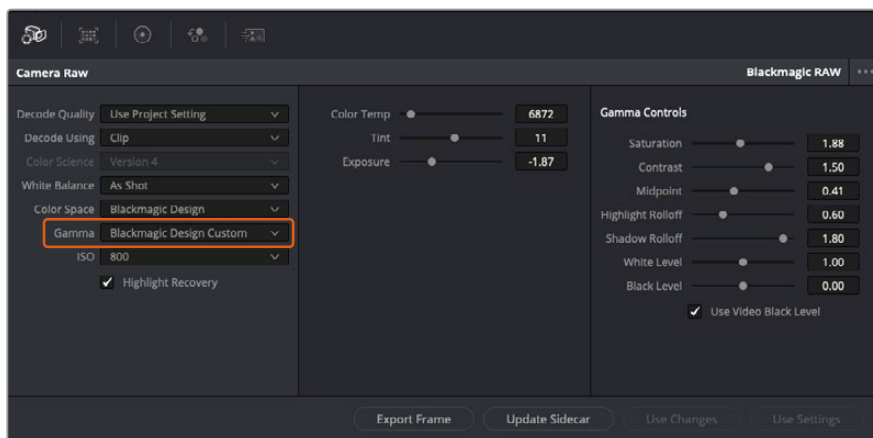 Camera Raw
Blackmagic RAW
Decode Quality Use Project Setting
Decode Using Clip
Color Science Version 4
White Balance As Shot
Color Space Blackmagic Design
Gamma Blackmagic Design Custom
ISO 800
Highlight Recovery
Color Temp 6872
Tint 11
Exposure -1.87
Gamma Controls
Saturation 1.88
Contrast 1.50
Midpoint 0.41
Highlight Rolloff 0.60
Shadow Rolloff 1.80
White Level 1.00
Black Level 0.00
Use Video Black Level
Export Frame
Update Sidecar
Use Changes
Use Settings